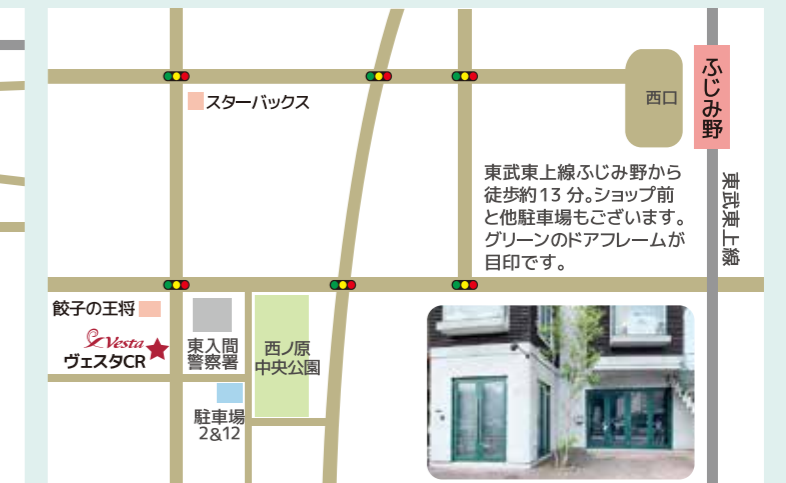 ふじみ野
西口
スターバックス
東武東上線ふじみ野から
徒歩約13分。ショップ前
と他駐車場もございます。
グリーンのドアフレームが
目印です。
東武東上線
餃子の王将
Vesta
ヴェスタCR
東入間
警察署
西ノ原
中央公園
駐車場
2&12